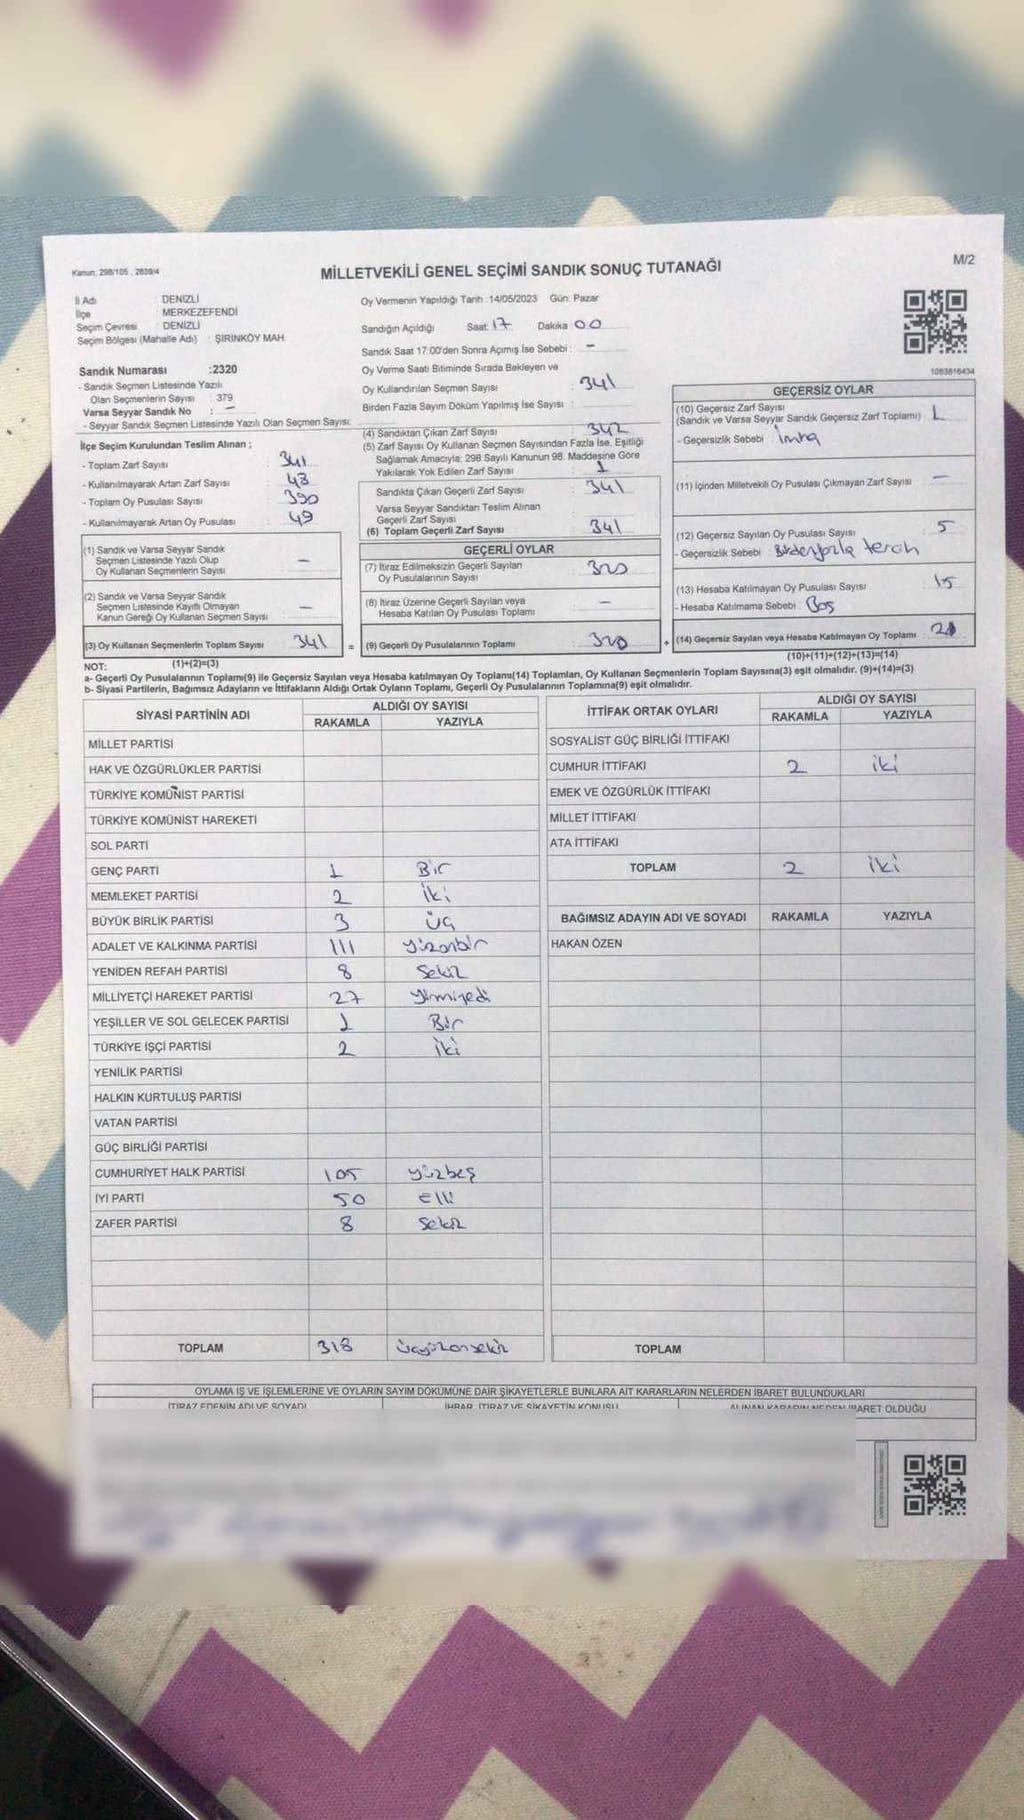 Kanun: 298/105 , 2839/4
MİLLETVEKİLİ GENEL SEÇİMİ SANDIK SONUÇ TUTANAĞI
M/2
İl Adı : DENİZLİ
İlçe : MERKEZEFENDİ
Seçim Çevresi : DENİZLİ
Seçim Bölgesi (Mahalle Adı) : ŞİRİNKÖY MAH.
Sandık Numarası :2320
- Sandık Seçmen Listesinde Yazılı
Olan Seçmenlerin Sayısı : 379
Varsa Seyyar Sandık No : -
- Seyyar Sandık Seçmen Listesinde Yazılı Olan Seçmen Sayısı:
İlçe Seçim Kurulundan Teslim Alınan ;
- Toplam Zarf Sayısı : 341
- Kullanılmayarak Artan Zarf Sayısı : 43
- Toplam Oy Pusulası Sayısı : 390
- Kullanılmayarak Artan Oy Pusulası : 49
(1) Sandık ve Varsa Seyyar Sandık
Seçmen Listesinde Yazılı Olup
Oy Kullanan Seçmenlerin Sayısı : -
(2) Sandık ve Varsa Seyyar Sandık
Seçmen Listesinde Kayıtlı Olmayan
Kanun Gereği Oy Kullanan Seçmen Sayısı : -
(3) Oy Kullanan Seçmenlerin Toplam Sayısı : 341 =
(1)+(2)=(3)
Oy Vermenin Yapıldığı Tarih :14/05/2023 Gün: Pazar
Sandığın Açıldığı Saat: 17 Dakika: 00
Sandık Saat 17:00'den Sonra Açımış İse Sebebi : -
Oy Verme Saati Bitiminde Sırada Bekleyen ve
Oy Kullandırılan Seçmen Sayısı : 341
Birden Fazla Sayım Döküm Yapılmış İse Sayısı :
(4) Sandıktan Çıkan Zarf Sayısı : 342
(5) Zarf Sayısı Oy Kullanan Seçmen Sayısından Fazla İse, Eşitliği
Sağlamak Amacıyla; 298 Sayılı Kanunun 98. Maddesine Göre
Yakılarak Yok Edilen Zarf Sayısı : 1
Sandıkta Çıkan Geçerli Zarf Sayısı : 341
Varsa Seyyar Sandıktan Teslim Alınan
Geçerli Zarf Sayısı
(6) Toplam Geçerli Zarf Sayısı : 341
GEÇERLİ OYLAR
(7) İtiraz Edilmeksizin Geçerli Sayılan
Oy Pusulalarının Sayısı : 320
(8) İtiraz Üzerine Geçerli Sayılan veya
Hesaba Katılan Oy Pusulası Toplamı : -
(9) Geçerli Oy Pusulalarının Toplamı : 320 +
1083816434
GEÇERSİZ OYLAR
(10) Geçersiz Zarf Sayısı
(Sandık ve Varsa Seyyar Sandık Geçersiz Zarf Toplamı) : 1
- Geçersizlik Sebebi : imha
(11) İçinden Milletvekili Oy Pusulası Çıkmayan Zarf Sayısı : -
(12) Geçersiz Sayılan Oy Pusulası Sayısı : 5
- Geçersizlik Sebebi : Birden fazla tercih
(13) Hesaba Katılmayan Oy Pusulası Sayısı : 15
- Hesaba Katılmama Sebebi : Boş
(14) Geçersiz Sayılan veya Hesaba Katılmayan Oy Toplamı :
(10)+(11)+(12)+(13)=(14)
NOT:
a- Geçerli Oy Pusulalarının Toplamı(9) ile Geçersiz Sayılan veya Hesaba katılmayan Oy Toplamı(14) Toplamları, Oy Kullanan Seçmenlerin Toplam Sayısına(3) eşit olmalıdır. (9)+(14)=(3)
b- Siyasi Partilerin, Bağımsız Adayların ve İttifakların Aldığı Ortak Oyların Toplamı, Geçerli Oy Pusulalarının Toplamına(9) eşit olmalıdır.
SİYASİ PARTİNİN ADI ALDIĞI OY SAYISI
RAKAMLA YAZIYLA
MİLLET PARTİSİ
HAK VE ÖZGÜRLÜKLER PARTİSİ
TÜRKİYE KOMÜNİST PARTİSİ
TÜRKİYE KOMÜNİST HAREKETİ
SOL PARTİ
GENÇ PARTİ 1 Bir
MEMLEKET PARTİSİ 2 İki
BÜYÜK BİRLİK PARTİSİ 3 Üç
ADALET VE KALKINMA PARTİSİ 111 yüzonbir
YENİDEN REFAH PARTİSİ 8 Sekiz
MİLLİYETÇİ HAREKET PARTİSİ 27 yirmiyedi
YEŞİLLER VE SOL GELECEK PARTİSİ 1 Bir
TÜRKİYE İŞÇİ PARTİSİ 2 İki
YENİLİK PARTİSİ
HALKIN KURTULUŞ PARTİSİ
VATAN PARTİSİ
GÜÇ BİRLİĞİ PARTİSİ
CUMHURİYET HALK PARTİSİ 105 yüzbeş
İYİ PARTİ 50 elli
ZAFER PARTİSİ 8 Sekiz
TOPLAM 318 üçyüzonsekiz
İTTİFAK ORTAK OYLARI ALDIĞI OY SAYISI
RAKAMLA YAZIYLA
SOSYALİST GÜÇ BİRLİĞİ İTTİFAKI
CUMHUR İTTİFAKI 2 iki
EMEK VE ÖZGÜRLÜK İTTİFAKI
MİLLET İTTİFAKI
ATA İTTİFAKI
TOPLAM 2 iki
BAĞIMSIZ ADAYIN ADI VE SOYADI RAKAMLA YAZIYLA
HAKAN ÖZEN
TOPLAM
OYLAMA İŞ VE İŞLEMLERİNE VE OYLARIN SAYIM DÖKÜMÜNE DAİR ŞİKAYETLERLE BUNLARA AİT KARARLARIN NELERDEN İBARET BULUNDUKLARI
İTİRAZ EDENİN ADI VE SOYADI İHBAR, İTİRAZ VE ŞİKAYETİN KONUSU ALINAN KARARIN NEDEN İBARET OLDUĞU